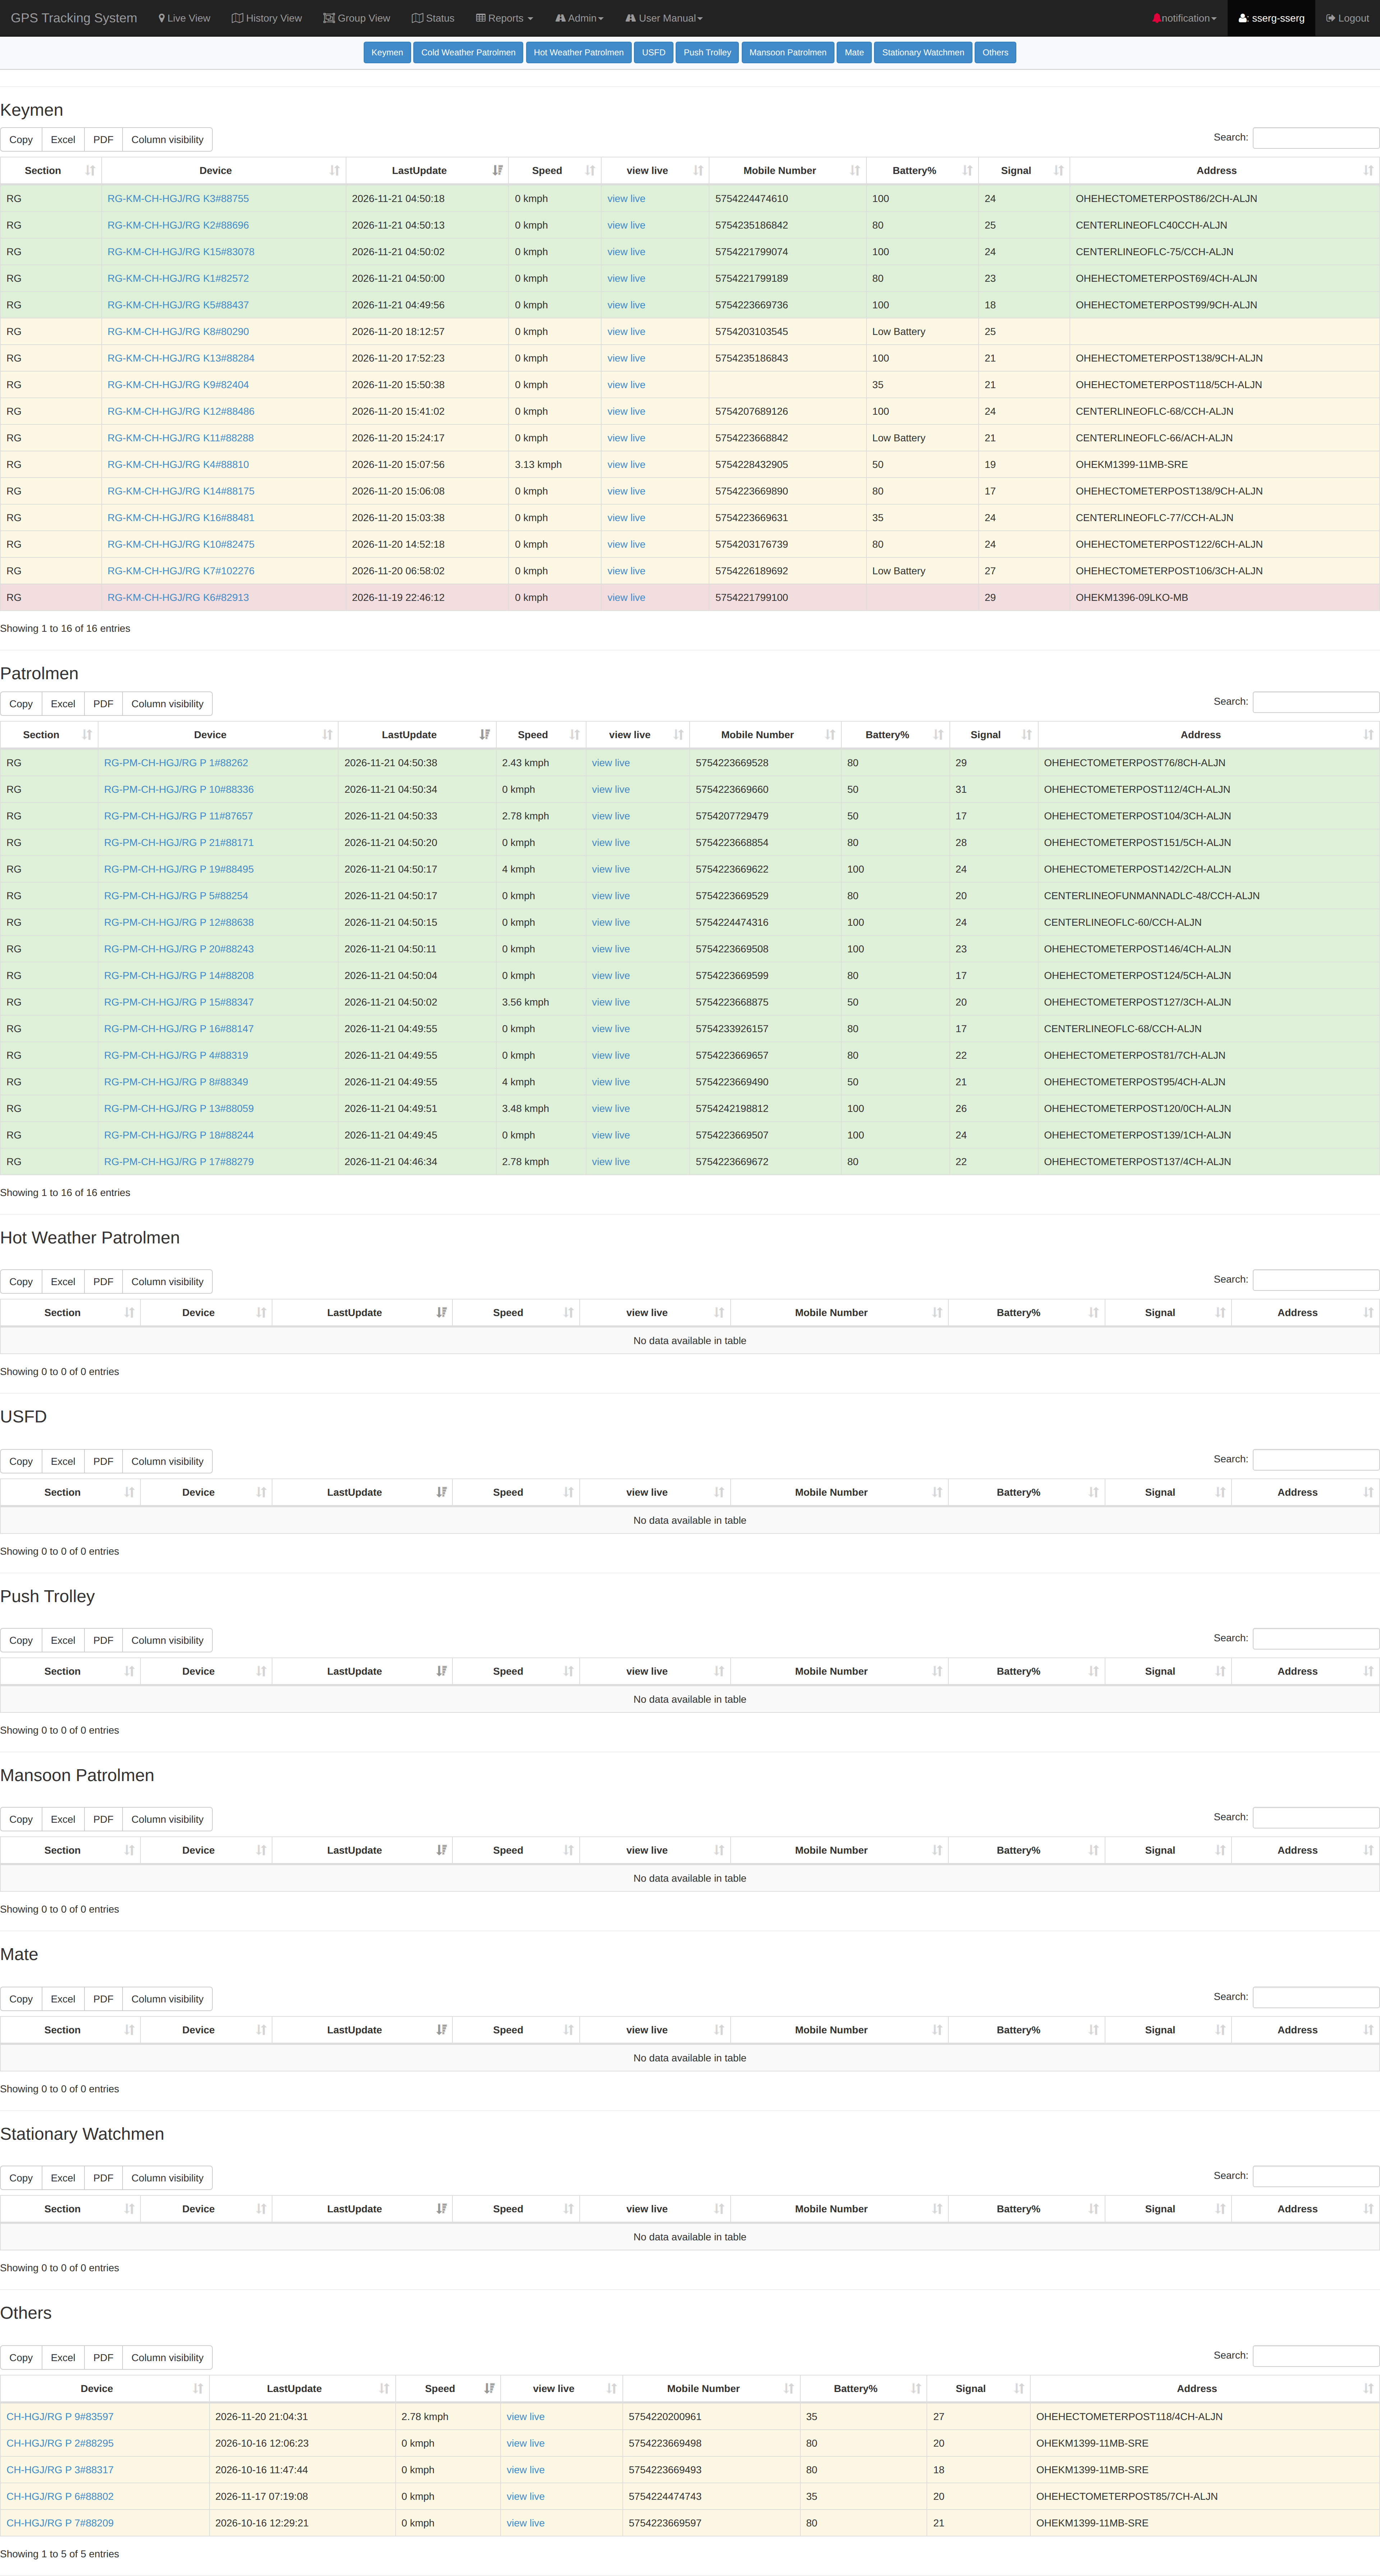 GPS Tracking System Live View History View Group View Status Reports Admin User Manual notification : sserg-sserg Logout
Keymen Cold Weather Patrolmen Hot Weather Patrolmen USFD Push Trolley Mansoon Patrolmen Mate Stationary Watchmen Others
Keymen
Copy Excel PDF Column visibility Search:
Section Device LastUpdate Speed view live Mobile Number Battery% Signal Address
RG RG-KM-CH-HGJ/RG K3#88755 2026-11-21 04:50:18 0 kmph view live 5754224474610 100 24 OHEHECTOMETERPOST86/2CH-ALJN
RG RG-KM-CH-HGJ/RG K2#88696 2026-11-21 04:50:13 0 kmph view live 5754235186842 80 25 CENTERLINEOFLC40CCH-ALJN
RG RG-KM-CH-HGJ/RG K15#83078 2026-11-21 04:50:02 0 kmph view live 5754221799074 100 24 CENTERLINEOFLC-75/CCH-ALJN
RG RG-KM-CH-HGJ/RG K1#82572 2026-11-21 04:50:00 0 kmph view live 5754221799189 80 23 OHEHECTOMETERPOST69/4CH-ALJN
RG RG-KM-CH-HGJ/RG K5#88437 2026-11-21 04:49:56 0 kmph view live 5754223669736 100 18 OHEHECTOMETERPOST99/9CH-ALJN
RG RG-KM-CH-HGJ/RG K8#80290 2026-11-20 18:12:57 0 kmph view live 5754203103545 Low Battery 25
RG RG-KM-CH-HGJ/RG K13#88284 2026-11-20 17:52:23 0 kmph view live 5754235186843 100 21 OHEHECTOMETERPOST138/9CH-ALJN
RG RG-KM-CH-HGJ/RG K9#82404 2026-11-20 15:50:38 0 kmph view live 35 21 OHEHECTOMETERPOST118/5CH-ALJN
RG RG-KM-CH-HGJ/RG K12#88486 2026-11-20 15:41:02 0 kmph view live 5754207689126 100 24 CENTERLINEOFLC-68/CCH-ALJN
RG RG-KM-CH-HGJ/RG K11#88288 2026-11-20 15:24:17 0 kmph view live 5754223668842 Low Battery 21 CENTERLINEOFLC-66/ACH-ALJN
RG RG-KM-CH-HGJ/RG K4#88810 2026-11-20 15:07:56 3.13 kmph view live 5754228432905 50 19 OHEKM1399-11MB-SRE
RG RG-KM-CH-HGJ/RG K14#88175 2026-11-20 15:06:08 0 kmph view live 5754223669890 80 17 OHEHECTOMETERPOST138/9CH-ALJN
RG RG-KM-CH-HGJ/RG K16#88481 2026-11-20 15:03:38 0 kmph view live 5754223669631 35 24 CENTERLINEOFLC-77/CCH-ALJN
RG RG-KM-CH-HGJ/RG K10#82475 2026-11-20 14:52:18 0 kmph view live 5754203176739 80 24 OHEHECTOMETERPOST122/6CH-ALJN
RG RG-KM-CH-HGJ/RG K7#102276 2026-11-20 06:58:02 0 kmph view live 5754226189692 Low Battery 27 OHEHECTOMETERPOST106/3CH-ALJN
RG RG-KM-CH-HGJ/RG K6#82913 2026-11-19 22:46:12 0 kmph view live 5754221799100 29 OHEKM1396-09LKO-MB
Showing 1 to 16 of 16 entries
Patrolmen
Copy Excel PDF Column visibility Search:
Section Device LastUpdate Speed view live Mobile Number Battery% Signal Address
RG RG-PM-CH-HGJ/RG P 1#88262 2026-11-21 04:50:38 2.43 kmph view live 5754223669528 80 29 OHEHECTOMETERPOST76/8CH-ALJN
RG RG-PM-CH-HGJ/RG P 10#88336 2026-11-21 04:50:34 0 kmph view live 5754223669660 50 31 OHEHECTOMETERPOST112/4CH-ALJN
RG RG-PM-CH-HGJ/RG P 11#87657 2026-11-21 04:50:33 2.78 kmph view live 5754207729479 50 17 OHEHECTOMETERPOST104/3CH-ALJN
RG RG-PM-CH-HGJ/RG P 21#88171 2026-11-21 04:50:20 0 kmph view live 5754223668854 80 28 OHEHECTOMETERPOST151/5CH-ALJN
RG RG-PM-CH-HGJ/RG P 19#88495 2026-11-21 04:50:17 4 kmph view live 5754223669622 100 24 OHEHECTOMETERPOST142/2CH-ALJN
RG RG-PM-CH-HGJ/RG P 5#88254 2026-11-21 04:50:17 0 kmph view live 5754223669529 80 20 CENTERLINEOFUNMANNADLC-48/CCH-ALJN
RG RG-PM-CH-HGJ/RG P 12#88638 2026-11-21 04:50:15 0 kmph view live 5754224474316 100 24 CENTERLINEOFLC-60/CCH-ALJN
RG RG-PM-CH-HGJ/RG P 20#88243 2026-11-21 04:50:11 0 kmph view live 5754223669508 100 23 OHEHECTOMETERPOST146/4CH-ALJN
RG RG-PM-CH-HGJ/RG P 14#88208 2026-11-21 04:50:04 0 kmph view live 5754223669599 80 17 OHEHECTOMETERPOST124/5CH-ALJN
RG RG-PM-CH-HGJ/RG P 15#88347 2026-11-21 04:50:02 3.56 kmph view live 5754223668875 50 20 OHEHECTOMETERPOST127/3CH-ALJN
RG RG-PM-CH-HGJ/RG P 16#88147 2026-11-21 04:49:55 0 kmph view live 5754233926157 80 17 CENTERLINEOFLC-68/CCH-ALJN
RG RG-PM-CH-HGJ/RG P 4#88319 2026-11-21 04:49:55 0 kmph view live 5754223669657 80 22 OHEHECTOMETERPOST81/7CH-ALJN
RG RG-PM-CH-HGJ/RG P 8#88349 2026-11-21 04:49:55 4 kmph view live 5754223669490 50 21 OHEHECTOMETERPOST95/4CH-ALJN
RG RG-PM-CH-HGJ/RG P 13#88059 2026-11-21 04:49:51 3.48 kmph view live 5754242198812 100 26 OHEHECTOMETERPOST120/0CH-ALJN
RG RG-PM-CH-HGJ/RG P 18#88244 2026-11-21 04:49:45 0 kmph view live 5754223669507 100 24 OHEHECTOMETERPOST139/1CH-ALJN
RG RG-PM-CH-HGJ/RG P 17#88279 2026-11-21 04:46:34 2.78 kmph view live 5754223669672 80 22 OHEHECTOMETERPOST137/4CH-ALJN
Showing 1 to 16 of 16 entries
Hot Weather Patrolmen
Copy Excel PDF Column visibility Search:
Section Device LastUpdate Speed view live Mobile Number Battery% Signal Address
No data available in table
Showing 0 to 0 of 0 entries
USFD
Copy Excel PDF Column visibility Search:
Section Device LastUpdate Speed view live Mobile Number Battery% Signal Address
No data available in table
Showing 0 to 0 of 0 entries
Push Trolley
Copy Excel PDF Column visibility Search:
Section Device LastUpdate Speed view live Mobile Number Battery% Signal Address
No data available in table
Showing 0 to 0 of 0 entries
Mansoon Patrolmen
Copy Excel PDF Column visibility Search:
Section Device LastUpdate Speed view live Mobile Number Battery% Signal Address
No data available in table
Showing 0 to 0 of 0 entries
Mate
Copy Excel PDF Column visibility Search:
Section Device LastUpdate Speed view live Mobile Number Battery% Signal Address
No data available in table
Showing 0 to 0 of 0 entries
Stationary Watchmen
Copy Excel PDF Column visibility Search:
Section Device LastUpdate Speed view live Mobile Number Battery% Signal Address
No data available in table
Showing 0 to 0 of 0 entries
Others
Copy Excel PDF Column visibility Search:
Device LastUpdate Speed view live Mobile Number Battery% Signal Address
CH-HGJ/RG P 9#83597 2026-11-20 21:04:31 2.78 kmph view live 5754220200961 35 27 OHEHECTOMETERPOST118/4CH-ALJN
CH-HGJ/RG P 2#88295 2026-10-16 12:06:23 0 kmph view live 5754223669498 80 20 OHEKM1399-11MB-SRE
CH-HGJ/RG P 3#88317 2026-10-16 11:47:44 0 kmph view live 5754223669493 80 18 OHEKM1399-11MB-SRE
CH-HGJ/RG P 6#88802 2026-11-17 07:19:08 0 kmph view live 5754224474743 35 20 OHEHECTOMETERPOST85/7CH-ALJN
CH-HGJ/RG P 7#88209 2026-10-16 12:29:21 0 kmph view live 5754223669597 80 21 OHEKM1399-11MB-SRE
Showing 1 to 5 of 5 entries